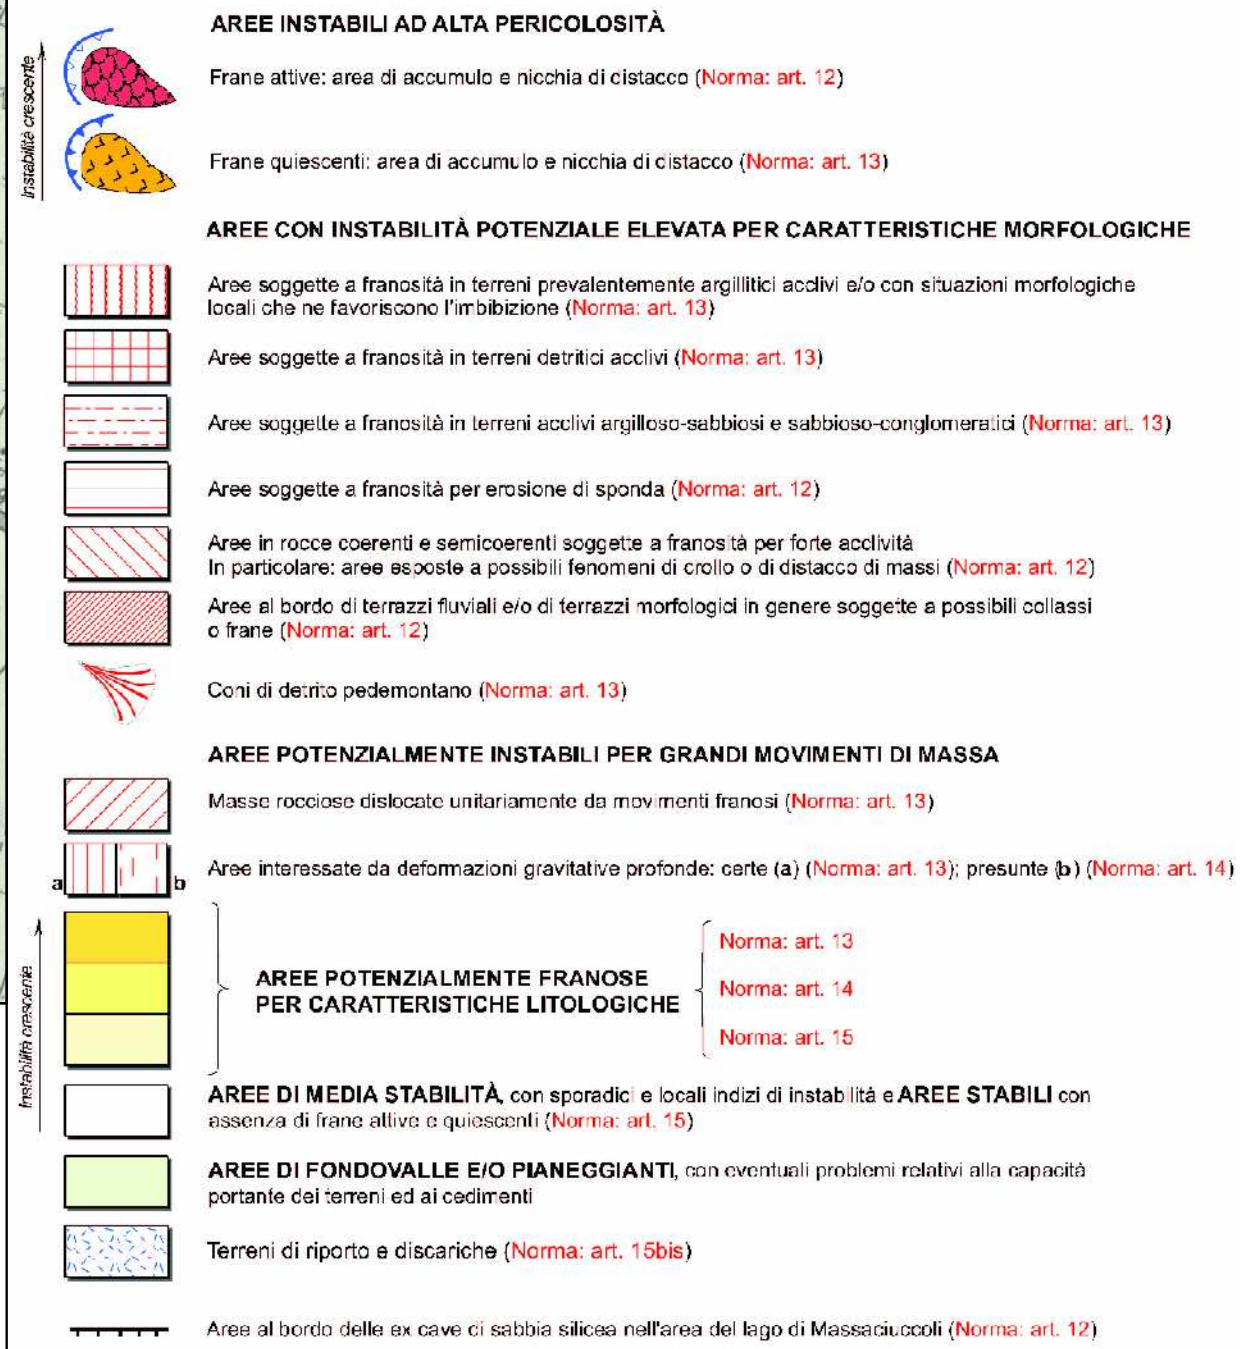 AREE INSTABILI AD ALTA PERICOLOSITÀ
Instabilità crescente
Frane attive: area di accumulo e nicchia di distacco (Norma: art. 12)
Frane quiescenti: area di accumulo e nicchia di distacco (Norma: art. 13)
AREE CON INSTABILITÀ POTENZIALE ELEVATA PER CARATTERISTICHE MORFOLOGICHE
Aree soggette a franosità in terreni prevalentemente argillitici acclivi e/o con situazioni morfologiche
locali che ne favoriscono l'imbibizione (Norma: art. 13)
Aree soggette a franosità in terreni detritici acclivi (Norma: art. 13)
Aree soggette a franosità in terreni acclivi argilloso-sabbiosi e sabbioso-conglomeratici (Norma: art. 13)
Aree soggette a franosità per erosione di sponda (Norma: art. 12)
Aree in rocce coerenti e semicoerenti soggette a franosità per forte acclività
In particolare: aree esposte a possibili fenomeni di crollo o di distacco di massi (Norma: art. 12)
Aree al bordo di terrazzi fluviali e/o di terrazzi morfologici in genere soggette a possibili collassi
o frane (Norma: art. 12)
Coni di detrito pedemontano (Norma: art. 13)
AREE POTENZIALMENTE INSTABILI PER GRANDI MOVIMENTI DI MASSA
Masse rocciose dislocate unitariamente da movimenti franosi (Norma: art. 13)
a b Aree interessate da deformazioni gravitative profonde: certe (a) (Norma: art. 13); presunte (b) (Norma: art. 14)
Instabilità crescente
AREE POTENZIALMENTE FRANOSE
PER CARATTERISTICHE LITOLOGICHE
Norma: art. 13
Norma: art. 14
Norma: art. 15
AREE DI MEDIA STABILITÀ, con sporadici e locali indizi di instabilità e AREE STABILI con
assenza di frane attive e quiescenti (Norma: art. 15)
AREE DI FONDOVALLE E/O PIANEGGIANTI, con eventuali problemi relativi alla capacità
portante dei terreni ed ai cedimenti
Terreni di riporto e discariche (Norma: art. 15bis)
Aree al bordo delle ex cave di sabbia silicea nell'area del lago di Massaciuccoli (Norma: art. 12)